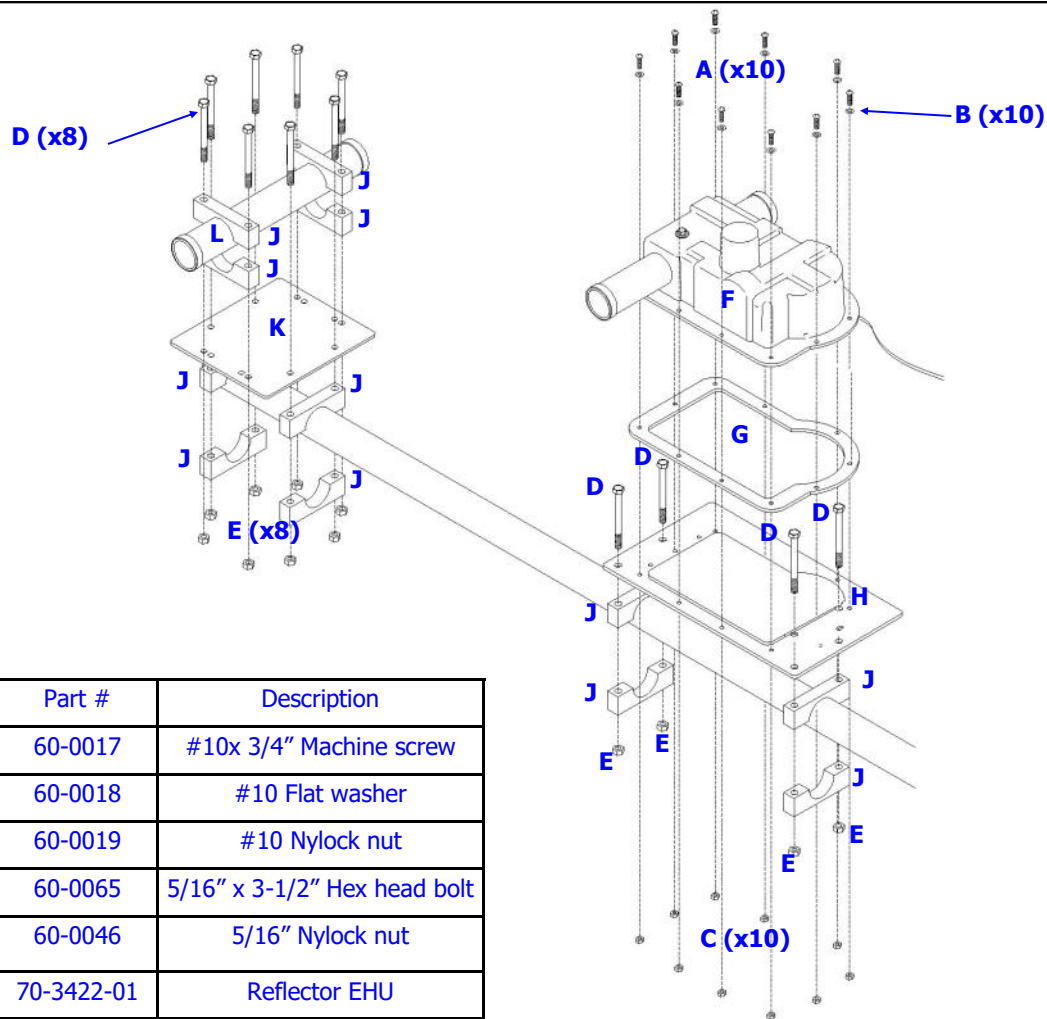 A (x10)
B (x10)
D (x8)
J
J
L
J
J
F
K
J
J
G
D
J
J
D
D
D
E (x8)
H
J
J
J
E
E
J
E
E
C (x10)
Part # Description
60-0017 #10x 3/4” Machine screw
60-0018 #10 Flat washer
60-0019 #10 Nylock nut
60-0065 5/16” x 3-1/2” Hex head bolt
60-0046 5/16” Nylock nut
70-3422-01 Reflector EHU